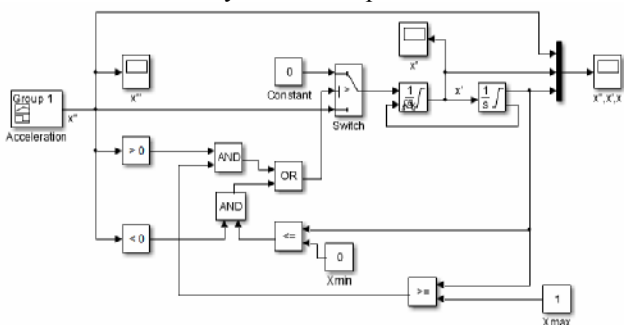 x''
0
Constant
>
Switch
x'''
Group 1
Acceleration
x''
1
s
x'
1
s
x'',x',x
> 0
AND
OR
AND
< 0
<=
0
Xmin
>=
1
Xmax